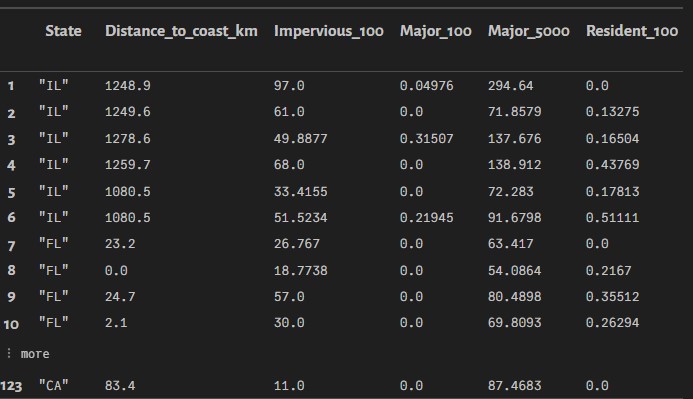 State Distance_to_coast_km Impervious_100 Major_100 Major_5000 Resident_100
1 "IL" 1248.9 97.0 0.04976 294.64 0.0
2 "IL" 1249.6 61.0 0.0 71.8579 0.13275
3 "IL" 1278.6 49.8877 0.31507 137.676 0.16504
4 "IL" 1259.7 68.0 0.0 138.912 0.43769
5 "IL" 1080.5 33.4155 0.0 72.283 0.17813
6 "IL" 1080.5 51.5234 0.21945 91.6798 0.51111
7 "FL" 23.2 26.767 0.0 63.417 0.0
8 "FL" 0.0 18.7738 0.0 54.0864 0.2167
9 "FL" 24.7 57.0 0.0 80.4898 0.35512
10 "FL" 2.1 30.0 0.0 69.8093 0.26294
⋮ more
123 "CA" 83.4 11.0 0.0 87.4683 0.0